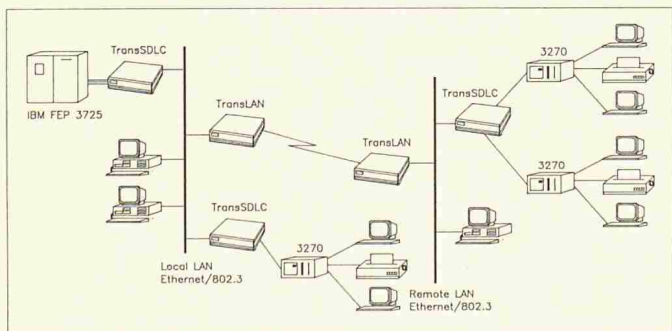 TransSDLC
IBM FEP 3725
TransLAN
TransLAN
TransSDLC
3270
3270
TransSDLC
3270
Local LAN
Ethernet/802.3
Remote LAN
Ethernet/802.3